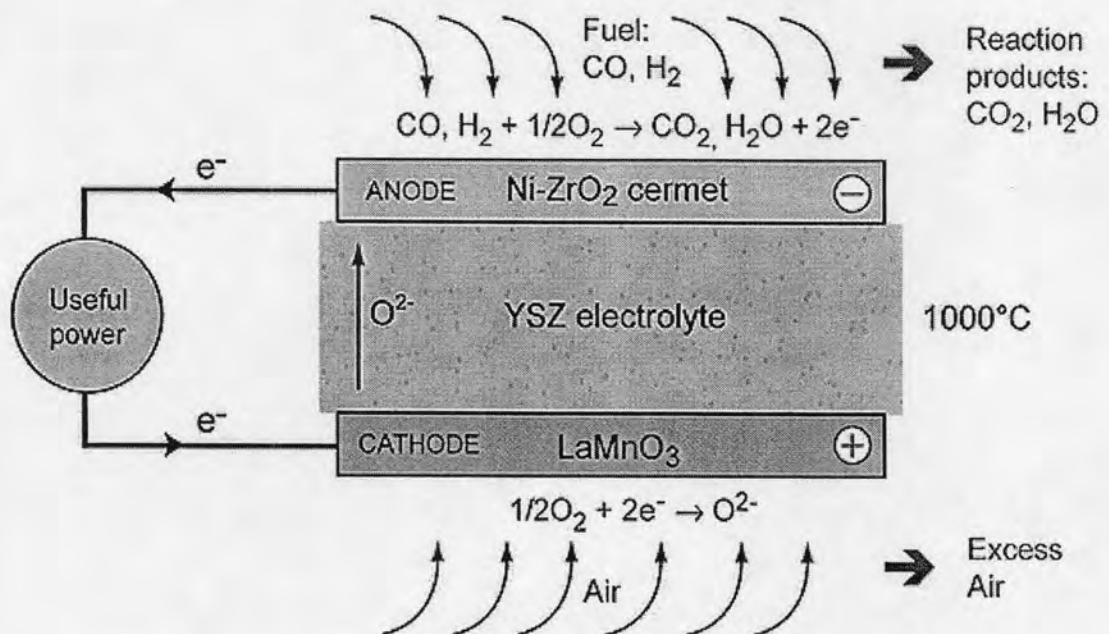 Fuel:
CO, H₂
Reaction
products:
CO₂, H₂O
CO, H₂ + 1/2O₂ → CO₂, H₂O + 2e⁻
e⁻
ANODE Ni-ZrO₂ cermet −
Useful
power
O²⁻
YSZ electrolyte
1000°C
e⁻
CATHODE LaMnO₃ +
1/2O₂ + 2e⁻ → O²⁻
Air
Excess
Air